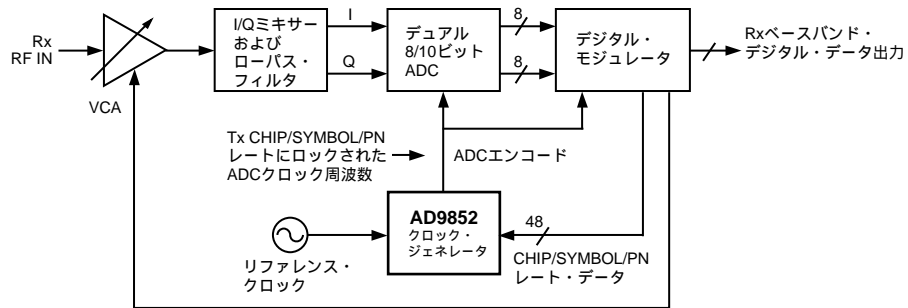 Rx
RF IN
VCA
I/Qミキサー
および
ローパス・
フィルタ
I
Q
デュアル
8/10ビット
ADC
8
8
デジタル・
モジュレータ
Rxベースバンド・
デジタル・データ出力
Tx CHIP/SYMBOL/PN
レートにロックされた
ADCクロック周波数
ADCエンコード
AD9852
クロック・
ジェネレータ
48
CHIP/SYMBOL/PN
レート・データ
リファレンス・
クロック